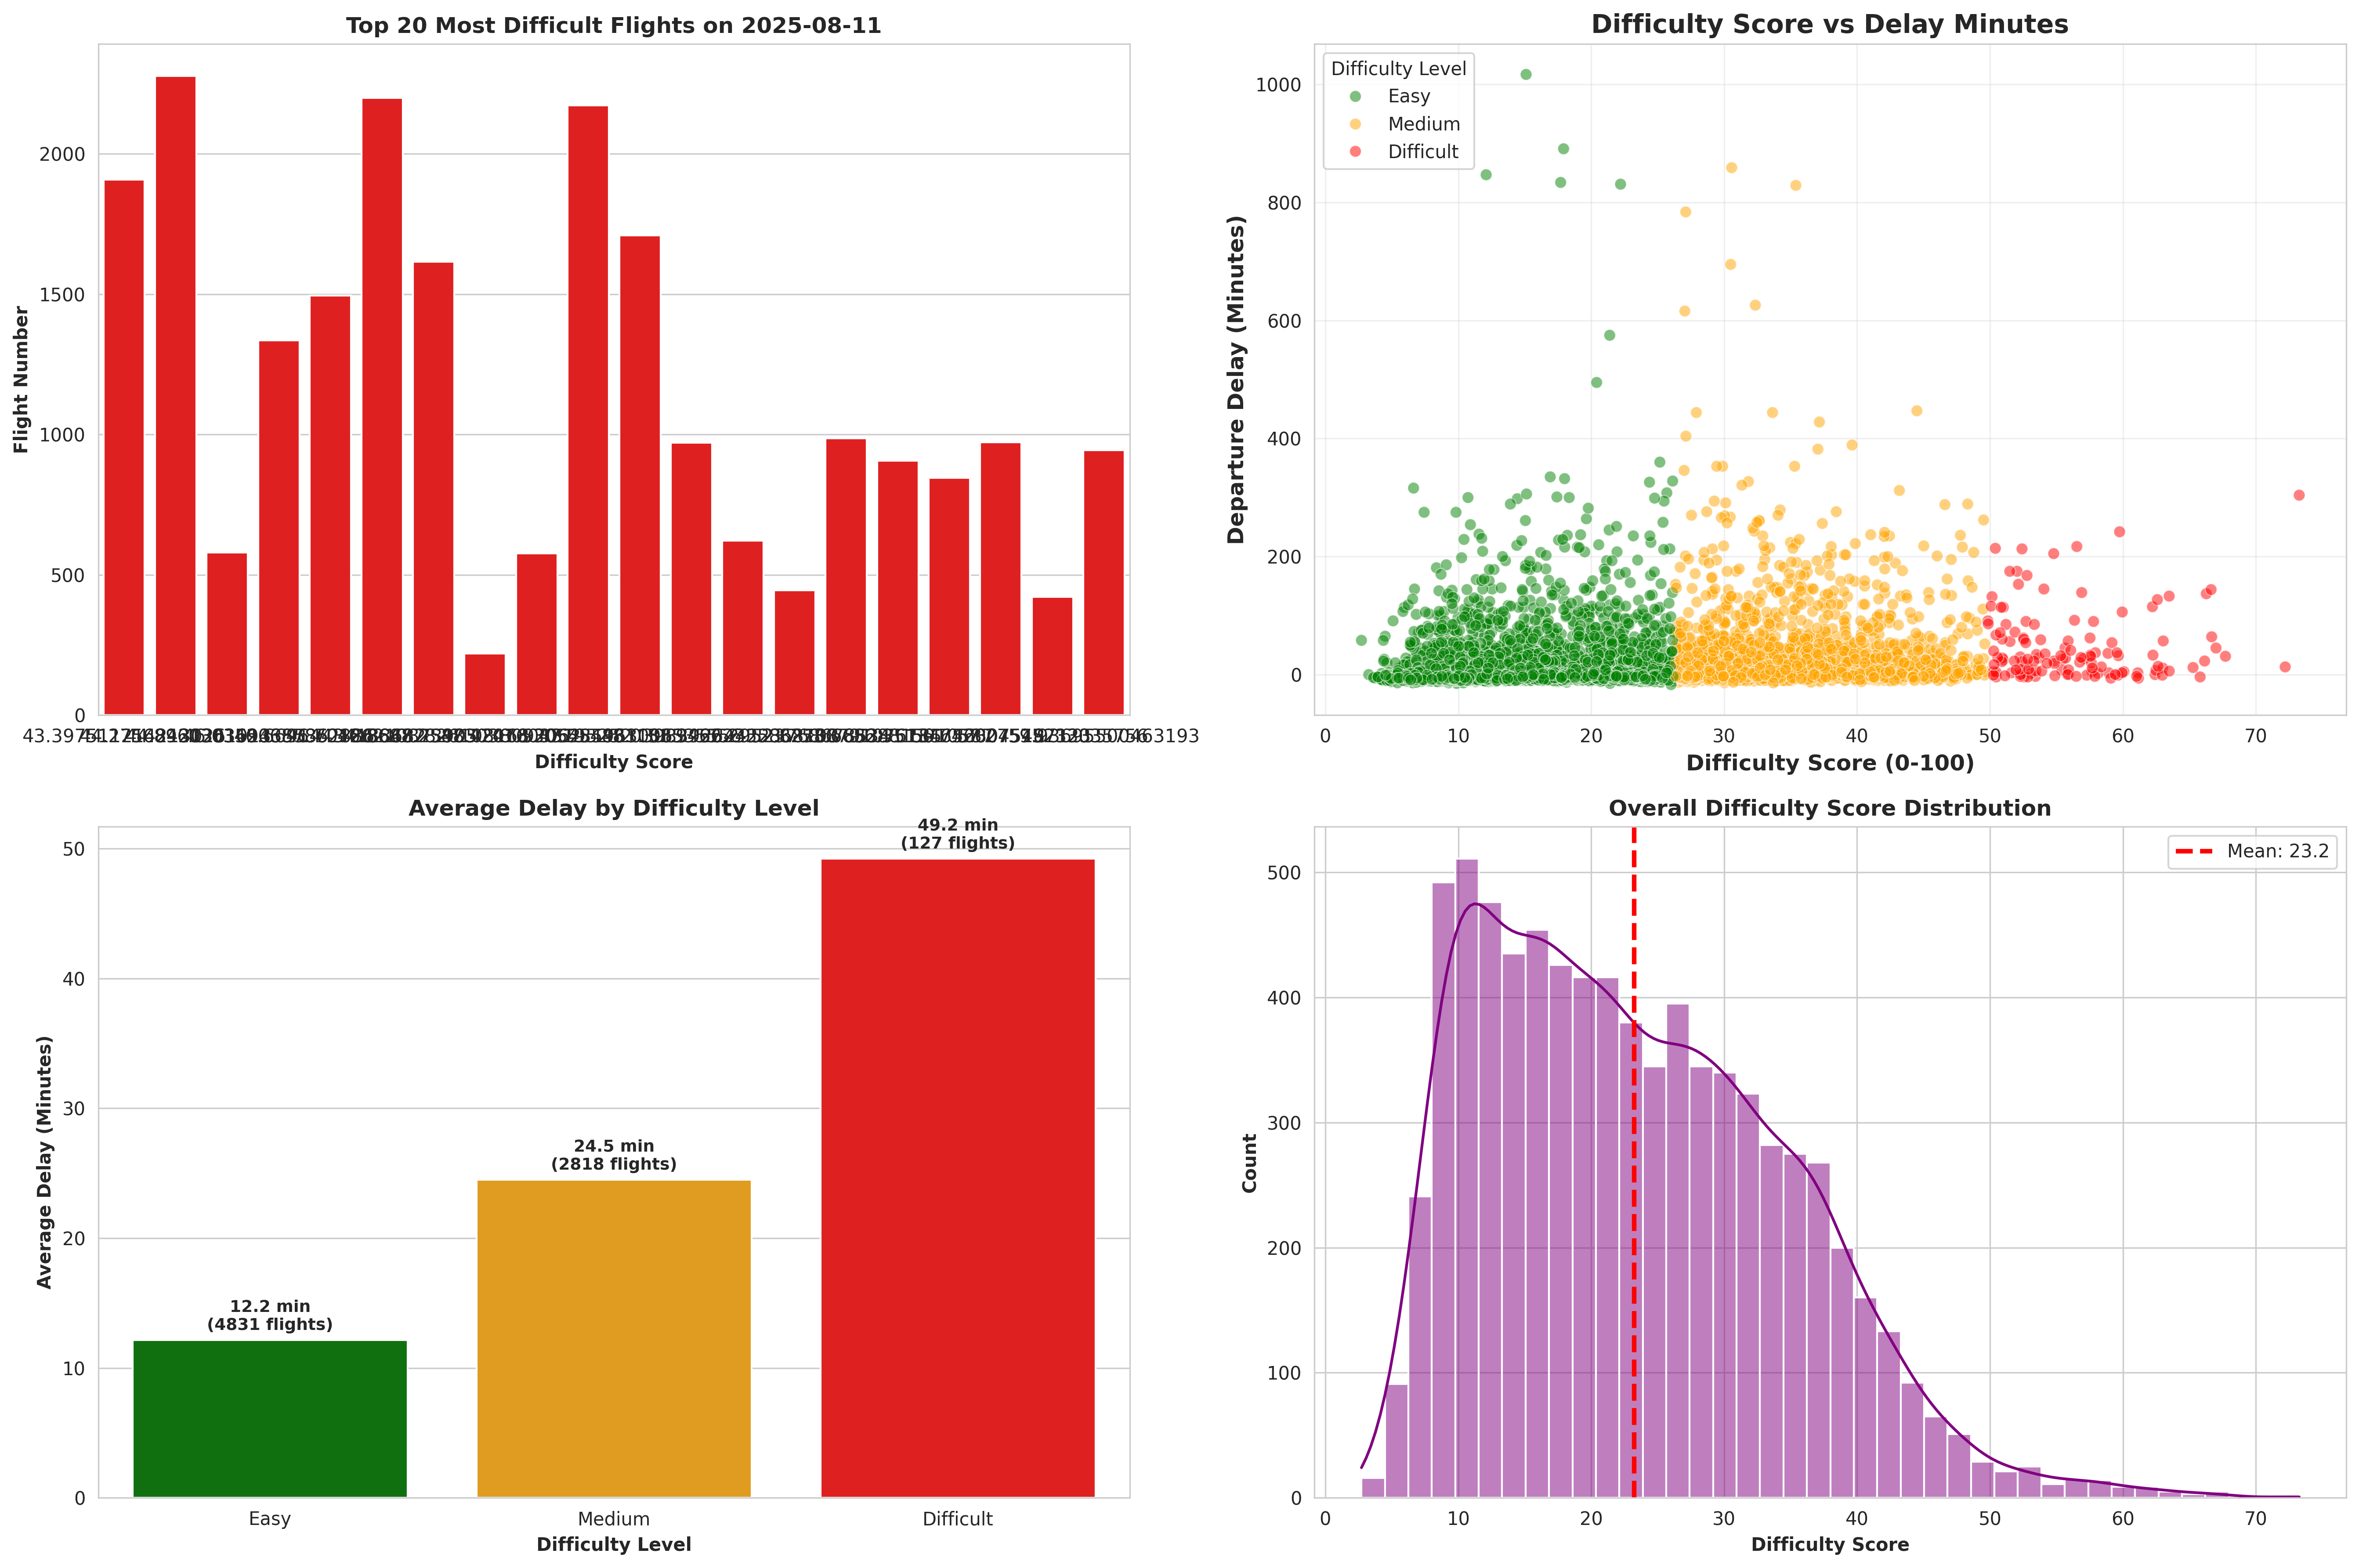 Top 20 Most Difficult Flights on 2025-08-11
Flight Number
2000
1500
1000
500
0
Difficulty Score
Difficulty Score vs Delay Minutes
Difficulty Level
Easy
Medium
Difficult
Departure Delay (Minutes)
1000
800
600
400
200
0
0 10 20 30 40 50 60 70
Difficulty Score (0-100)
Average Delay by Difficulty Level
Average Delay (Minutes)
50
40
30
20
10
0
12.2 min
(4831 flights)
24.5 min
(2818 flights)
49.2 min
(127 flights)
Easy Medium Difficult
Difficulty Level
Overall Difficulty Score Distribution
Mean: 23.2
Count
500
400
300
200
100
0
0 10 20 30 40 50 60 70
Difficulty Score